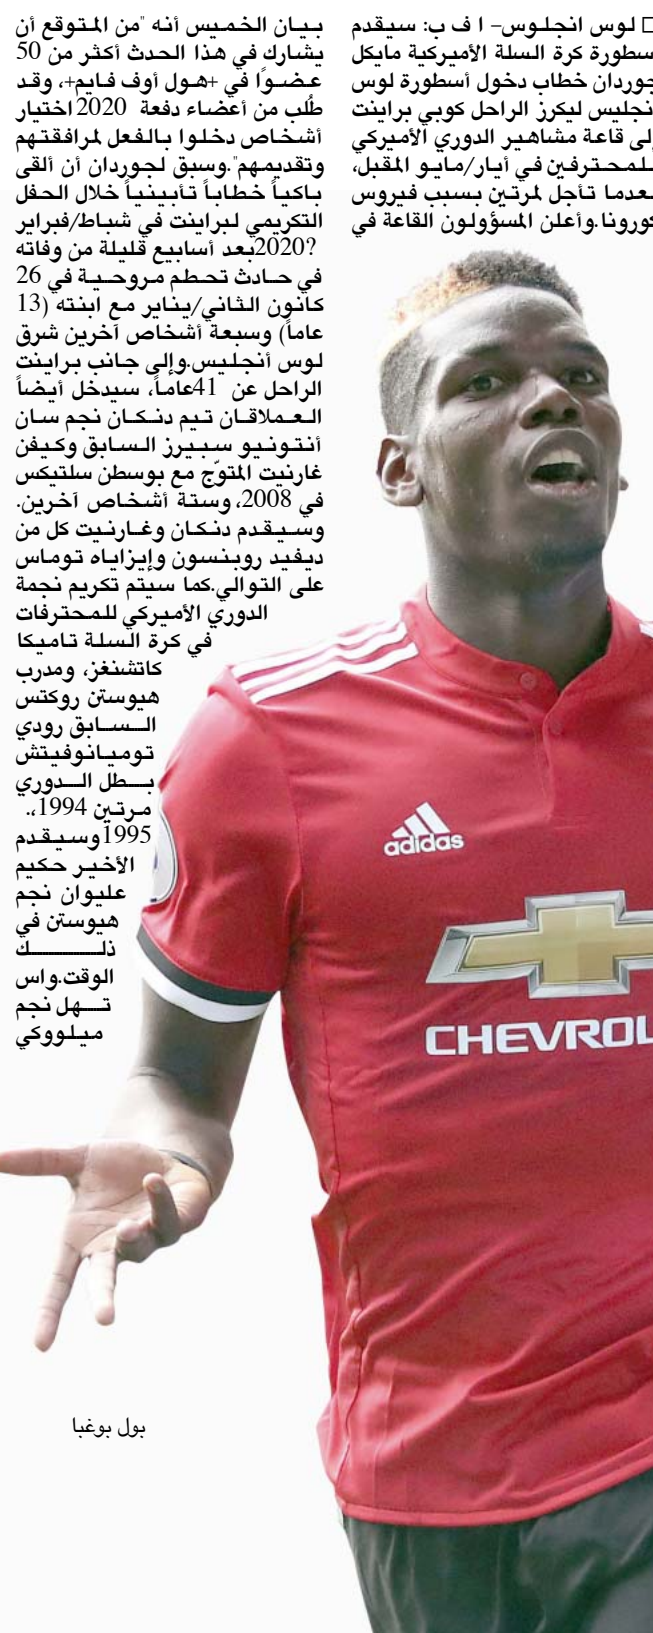 □ لوس انجلوس– ا ف ب: سيقدم
سطورة كرة السلة الأميركية مايكل
جوردان خطاب دخول أسطورة لوس
نجليس ليكرز الراحل كوبي براينت
لى قاعة مشاهير الدوري الأميركي
للمحترفين في أيار/مايو المقبل،
بعدما تأجل لمرتين بسبب فيروس
كورونا.وأعلن المسؤولون القاعة في
بيان الخميس أنه "من المتوقع أن
يشارك في هذا الحدث أكثر من 50
عضوًا في +هول أوف فايم+، وقد
طُلب من أعضاء دفعة 2020 اختيار
أشخاص دخلوا بالفعل لمرافقتهم
وتقديمهم".وسبق لجوردان أن ألقى
باكياً خطاباً تأبينياً خلال الحفل
التكريمي لبراينت في شباط/فبراير
?2020بعد أسابيع قليلة من وفاته
في حادث تحطم مروحية في 26
كانون الثاني/يناير مع ابنته (13
عاماً) وسبعة أشخاص آخرين شرق
لوس أنجليس.وإلى جانب براينت
الراحل عن 41عاماً، سيدخل أيضاً
العملاقان تيم دنكان نجم سان
أنتونيو سبيرز السابق وكيفن
غارنيت المتوّج مع بوسطن سلتيكس
في 2008، وستة أشخاص آخرين.
وسيقدم دنكان وغارنيت كل من
ديفيد روبنسون وإيزاياه توماس
على التوالي.كما سيتم تكريم نجمة
الدوري الأميركي للمحترفات
في كرة السلة تاميكا
كاتشنغز، ومدرب
هيوستن روكتس
السابق رودي
توميانوفيتش
بطل الدوري
مرتين 1994،.
1995وسيقدم
الأخير حكيم
عليوان نجم
هيوستن في
ذلك
الوقت.واس
تهل نجم
ميلووكي
adidas
CHEVROL
بول بوغبا